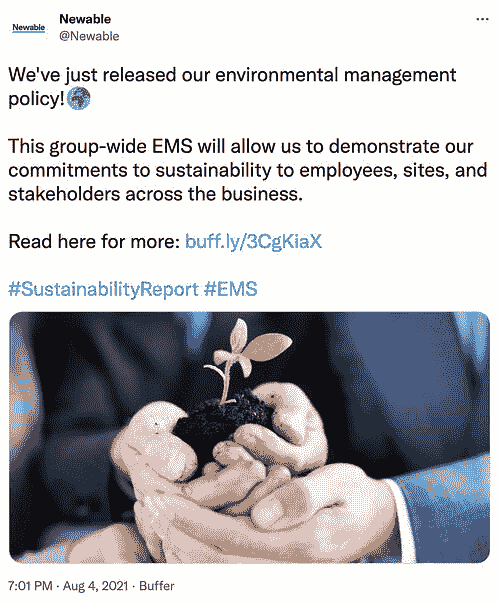 Newable
Newable
@Newable
We've just released our environmental management
policy!🌍
This group-wide EMS will allow us to demonstrate our
commitments to sustainability to employees, sites, and
stakeholders across the business.
Read here for more: buff.ly/3CgKiaX
#SustainabilityReport #EMS
7:01 PM · Aug 4, 2021 · Buffer